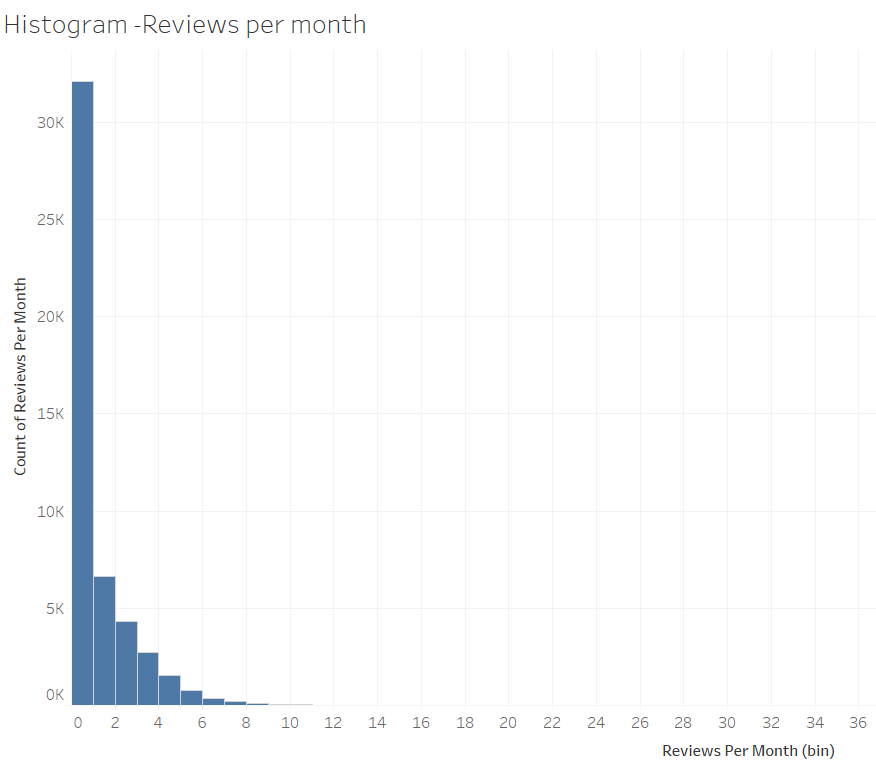 Histogram -Reviews per month
30K
25K
20K
15K
10K
5K
0K
Count of Reviews Per Month
0 2 4 6 8 10 12 14 16 18 20 22 24 26 28 30 32 34 36
Reviews Per Month (bin)